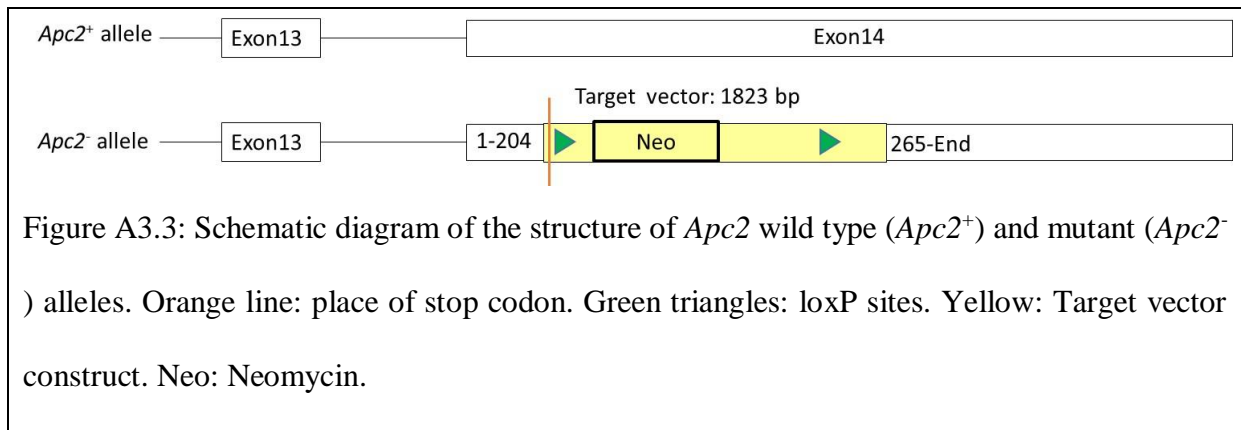 Apc2⁺ allele Exon13 Exon14
Target vector: 1823 bp
Apc2⁻ allele Exon13 1-204 Neo 265-End
Figure A3.3: Schematic diagram of the structure of Apc2 wild type (Apc2⁺) and mutant (Apc2⁻
) alleles. Orange line: place of stop codon. Green triangles: loxP sites. Yellow: Target vector
construct. Neo: Neomycin.